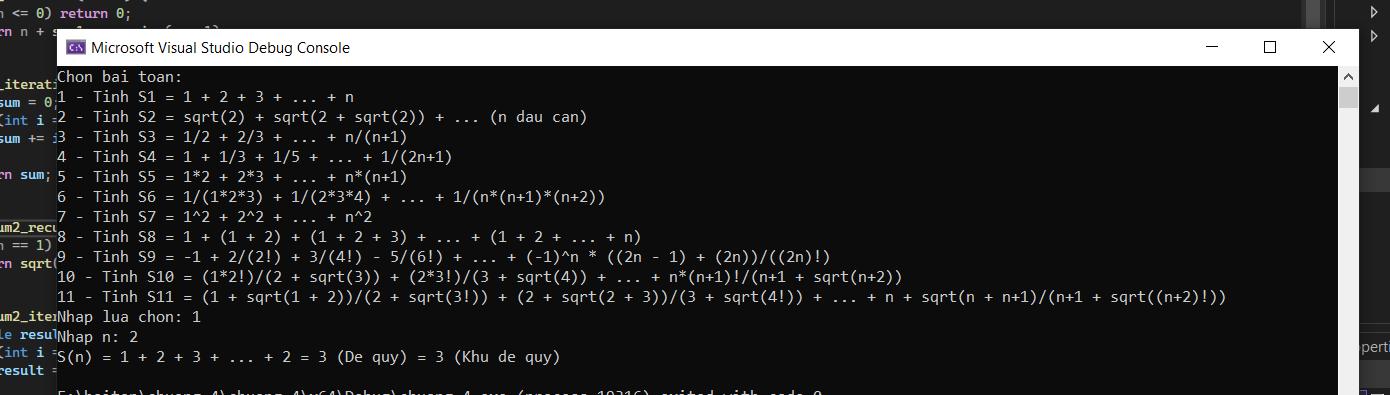 n <= 0) return 0;
Microsoft Visual Studio Debug Console
Chon bai toan:
1 - Tinh S1 = 1 + 2 + 3 + ... + n
2 - Tinh S2 = sqrt(2) + sqrt(2 + sqrt(2)) + ... (n dau can)
3 - Tinh S3 = 1/2 + 2/3 + ... + n/(n+1)
4 - Tinh S4 = 1 + 1/3 + 1/5 + ... + 1/(2n+1)
5 - Tinh S5 = 1*2 + 2*3 + ... + n*(n+1)
6 - Tinh S6 = 1/(1*2*3) + 1/(2*3*4) + ... + 1/(n*(n+1)*(n+2))
7 - Tinh S7 = 1^2 + 2^2 + ... + n^2
8 - Tinh S8 = 1 + (1 + 2) + (1 + 2 + 3) + ... + (1 + 2 + ... + n)
9 - Tinh S9 = -1 + 2/(2!) + 3/(4!) - 5/(6!) + ... + (-1)^n * ((2n - 1) + (2n))/((2n)!)
10 - Tinh S10 = (1*2!)/(2 + sqrt(3)) + (2*3!)/(3 + sqrt(4)) + ... + n*(n+1)!/(n+1 + sqrt(n+2))
11 - Tinh S11 = (1 + sqrt(1 + 2))/(2 + sqrt(3!)) + (2 + sqrt(2 + 3))/(3 + sqrt(4!)) + ... + n + sqrt(n + n+1)/(n+1 + sqrt((n+2)!))
Nhap lua chon: 1
Nhap n: 2
S(n) = 1 + 2 + 3 + ... + 2 = 3 (De quy) = 3 (Khu de quy)
rn n + s
_iterati
sum = 0;
(int i =
sum += i
rn sum;
um2_recu
n == 1)
rn sqrt(
um2_iter
le resul
(int i =
result =
operti